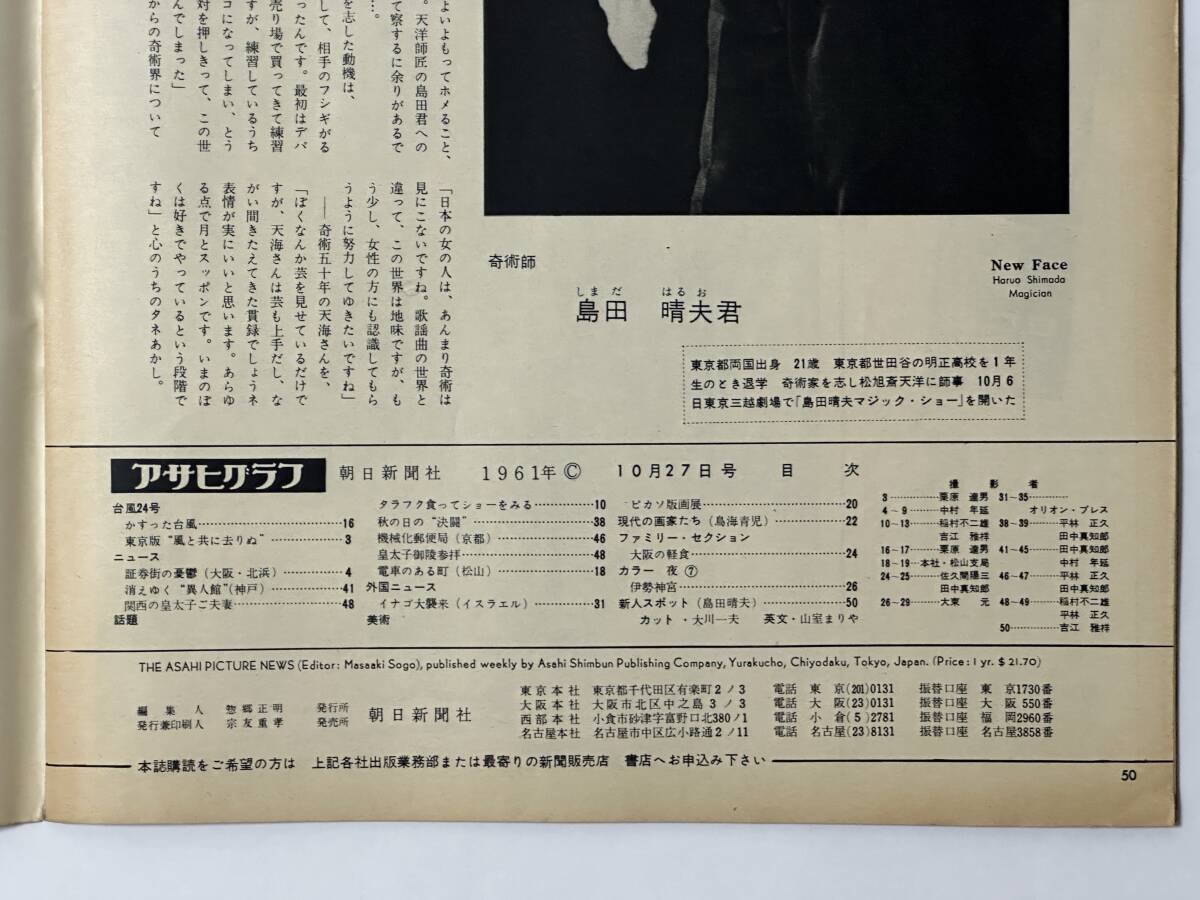 よいよもってホメること、
。天洋師匠の島田君への
て察するに余りがあるで
…。
を志した動機は、
して、相手のフシギがる
ったんです。最初はデパ
売り場で買ってきて練習
すが、練習しているうち
コになってしまい、とう
対を押しきって、この世
んでしまった」
からの奇術界について
「日本の女の人は、あんまり奇術は
見にこないですね。歌謡曲の世界と
違って、この世界は地味ですが、も
う少し、女性の方にも認識してもら
うように努力してゆきたいですね」
――奇術五十年の天海さんを、
「ぼくなんか芸を見せているだけで
すが、天海さんは芸も上手だし、な
がい間きたえてきた貫録でしょうネ
表情が実にいいと思います。あらゆ
る点で月とスッポンです。いまのぼ
くは好きでやっているという段階で
すね」と心のうちのタネあかし。
奇術師
しまだ はるお
島田 晴夫君
New Face
Haruo Shimada
Magician
東京都両国出身 21歳 東京都世田谷の明正高校を1年
生のとき退学 奇術家を志し松旭斎天洋に師事 10月6
日東京三越劇場で「島田晴夫マジック・ショー」を開いた
アサヒグラフ 朝日新聞社 1961年 © 10月27日号 目次
台風24号
かすった台風……16
東京版“風と共に去りぬ”……3
ニュース
証券街の憂鬱(大阪・北浜)……4
消えゆく“異人館”(神戸)……41
関西の皇太子ご夫妻……48
話題
タラフク食ってショーをみる……10
秋の日の“決闘”……38
機械化郵便局(京都)……46
皇太子御陵参拝……48
電車のある町(松山)……18
外国ニュース
イナゴ大襲来(イスラエル)……31
美術
ピカソ版画展……20
現代の画家たち(鳥海青児)……22
ファミリー・セクション
大阪の軽食……24
カラー 夜⑦
伊勢神宮……26
新人スポット(島田晴夫)……50
カット・大川一夫 英文・山室まりや
撮影者
3……栗原達男
4~9……中村年延
10~13……稲村不二雄
吉江雅祥
16~17……栗原達男
18~19…本社・松山支局
24~25……佐久間陽三
田中真知郎
26~29……大東元
31~35……
オリオン・プレス
38~39……平林正久
田中真知郎
41~45……田中真知郎
中村年延
46~47……平林正久
田中真知郎
48~49……稲村不二雄
平林正久
50……吉江雅祥
THE ASAHI PICTURE NEWS (Editor: Masaaki Sogo), published weekly by Asahi Shimbun Publishing Company, Yurakucho, Chiyodaku, Tokyo, Japan. (Price: 1 yr. $ 21.70)
編集人 惣郷正明 発行所
発行兼印刷人 宗友重孝 発売所
朝日新聞社
東京本社 東京都千代田区有楽町2ノ3 電話 東京(201)0131 振替口座 東京1730番
大阪本社 大阪市北区中之島3ノ3 電話 大阪(23)0131 振替口座 大阪550番
西部本社 小倉市砂津字富野口北380ノ1 電話 小倉(5)2781 振替口座 福岡2960番
名古屋本社 名古屋市中区広小路通2ノ11 電話 名古屋(23)8131 振替口座 名古屋3858番
本誌購読をご希望の方は 上記各社出版業務部または最寄りの新聞販売店 書店へお申込み下さい
50